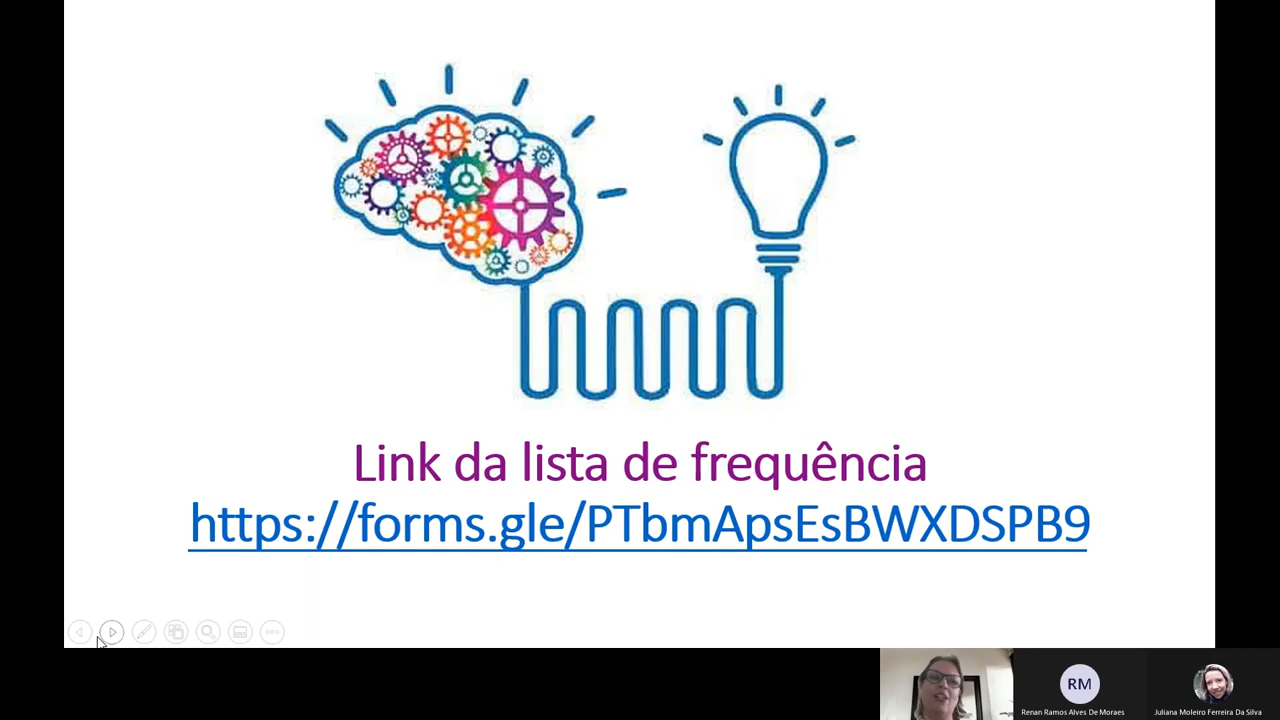 Link da lista de frequência
https://forms.gle/PTbmApsEsBWXDSPB9
RM
Renan Ramos Alves De Moraes
Juliana Moleiro Ferreira Da Silva